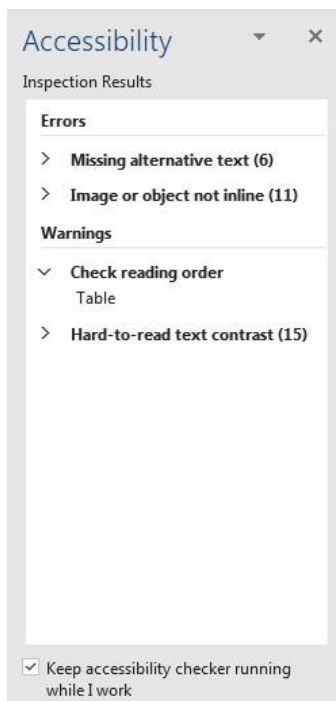 Accessibility
Inspection Results
Errors
Missing alternative text (6)
Image or object not inline (11)
Warnings
Check reading order
Table
Hard-to-read text contrast (15)
Keep accessibility checker running
while I work